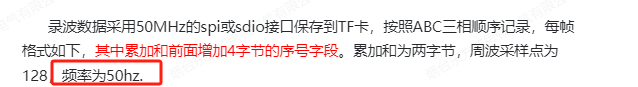 录波数据采用50MHz的spi或sdio接口保存到TF卡，按照ABC三相顺序记录，每帧
格式如下，其中累加和前面增加4字节的序号字段。累加和为两字节，周波采样点为
128，频率为50hz.